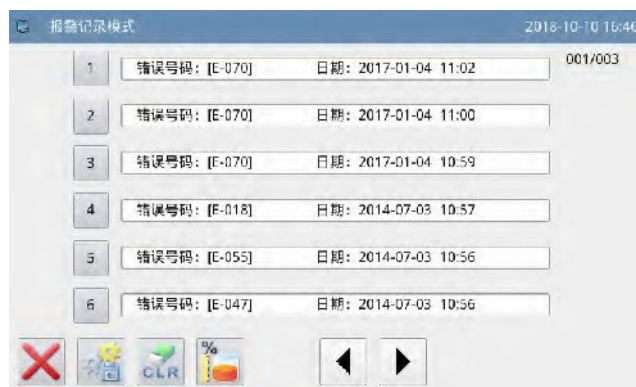 报警记录模式 2018-10-10 16:46
001/003
1 错误号码: [E-070] 日期: 2017-01-04 11:02
2 错误号码: [E-070] 日期: 2017-01-04 11:00
3 错误号码: [E-070] 日期: 2017-01-04 10:59
4 错误号码: [E-018] 日期: 2014-07-03 10:57
5 错误号码: [E-055] 日期: 2014-07-03 10:56
6 错误号码: [E-047] 日期: 2014-07-03 10:56
CLR %